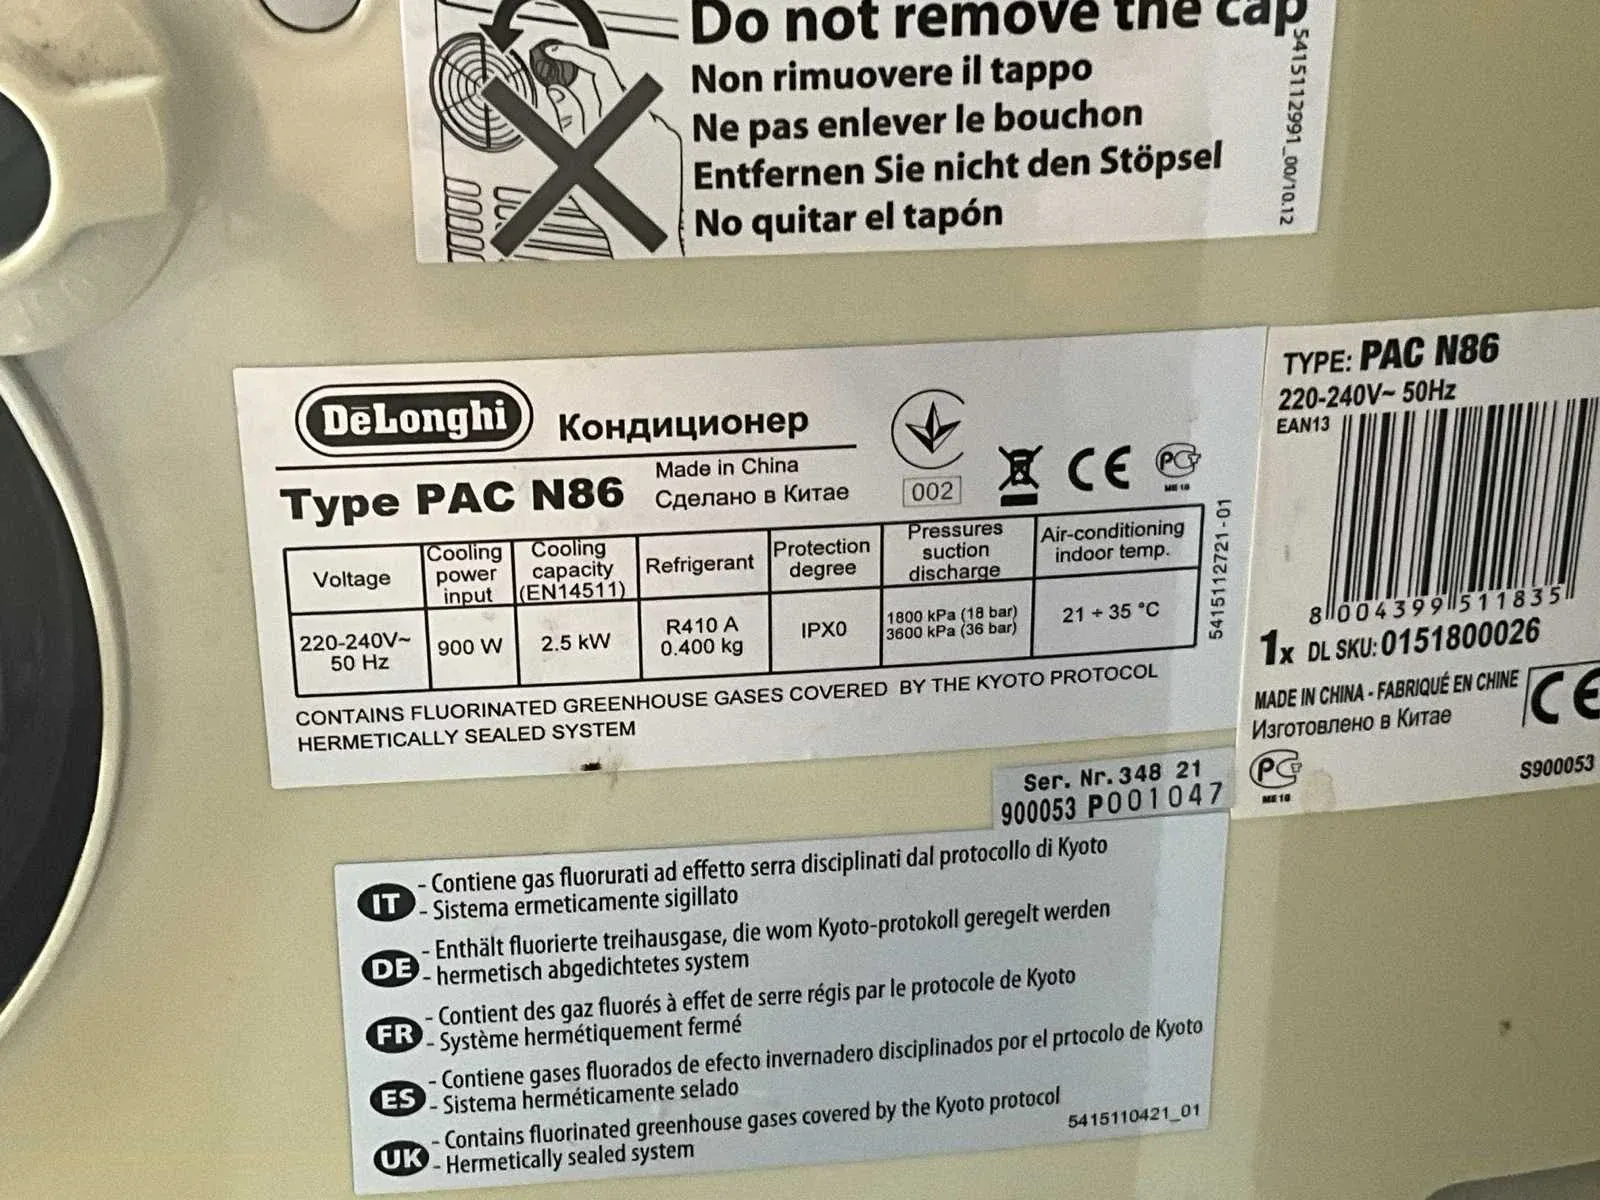 Do not remove the cap
Non rimuovere il tappo
Ne pas enlever le bouchon
Entfernen Sie nicht den Stöpsel
No quitar el tapón
5415112991_00/10.12
DeLonghi
Кондиционер
Type PAC N86
Made in China
Сделано в Китае
002
CE
PG
ME10
Voltage
Cooling power input
Cooling capacity (EN14511)
Refrigerant
Protection degree
Pressures suction discharge
Air-conditioning indoor temp.
220-240V~ 50 Hz
900 W
2.5 kW
R410 A 0.400 kg
IPX0
1800 kPa (18 bar)
3600 kPa (36 bar)
21 ÷ 35 °C
5415112721-01
CONTAINS FLUORINATED GREENHOUSE GASES COVERED BY THE KYOTO PROTOCOL
HERMETICALLY SEALED SYSTEM
TYPE: PAC N86
220-240V~ 50Hz
EAN13
8 004399 511835
1x DL SKU: 0151800026
MADE IN CHINA - FABRIQUÉ EN CHINE
Изготовлено в Китае
CE
PG
ME10
S900053
Ser. Nr. 348 21
900053 P001047
IT - Contiene gas fluorurati ad effetto serra disciplinati dal protocollo di Kyoto
- Sistema ermeticamente sigillato
DE - Enthält fluorierte treihausgase, die wom Kyoto-protokoll geregelt werden
- hermetisch abgedichtetes system
FR - Contient des gaz fluorés à effet de serre régis par le protocole de Kyoto
- Système hermétiquement fermé
ES - Contiene gases fluorados de efecto invernadero disciplinados por el prtocolo de Kyoto
- Sistema herméticamente selado
UK - Contains fluorinated greenhouse gases covered by the Kyoto protocol
- Hermetically sealed system
5415110421_01